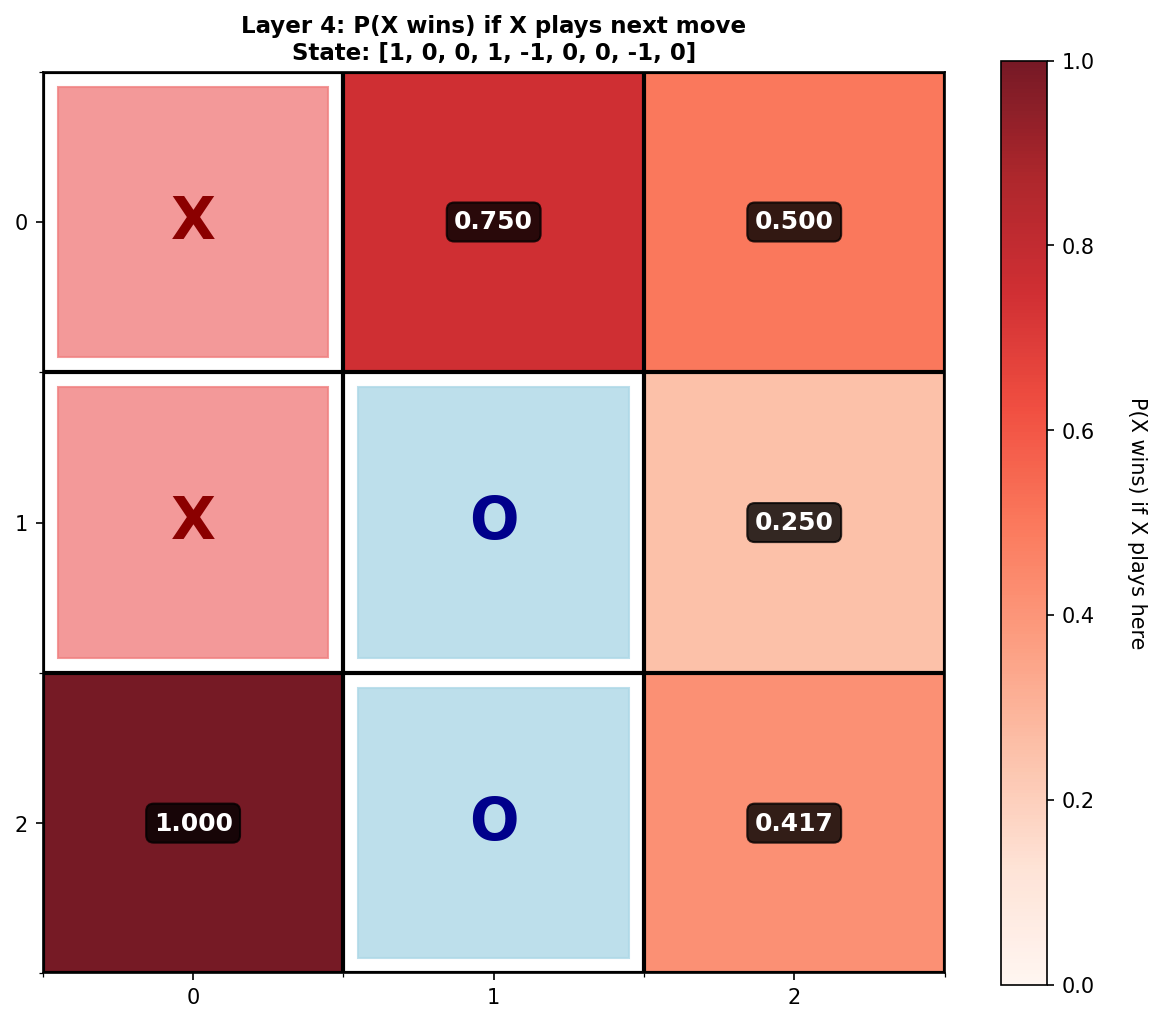 Layer 4: P(X wins) if X plays next move
State: [1, 0, 0, 1, -1, 0, 0, -1, 0]
X
0.750
0.500
X
O
0.250
1.000
O
0.417
0
1
2
0
1
2
1.0
0.8
0.6
0.4
0.2
0.0
P(X wins) if X plays here